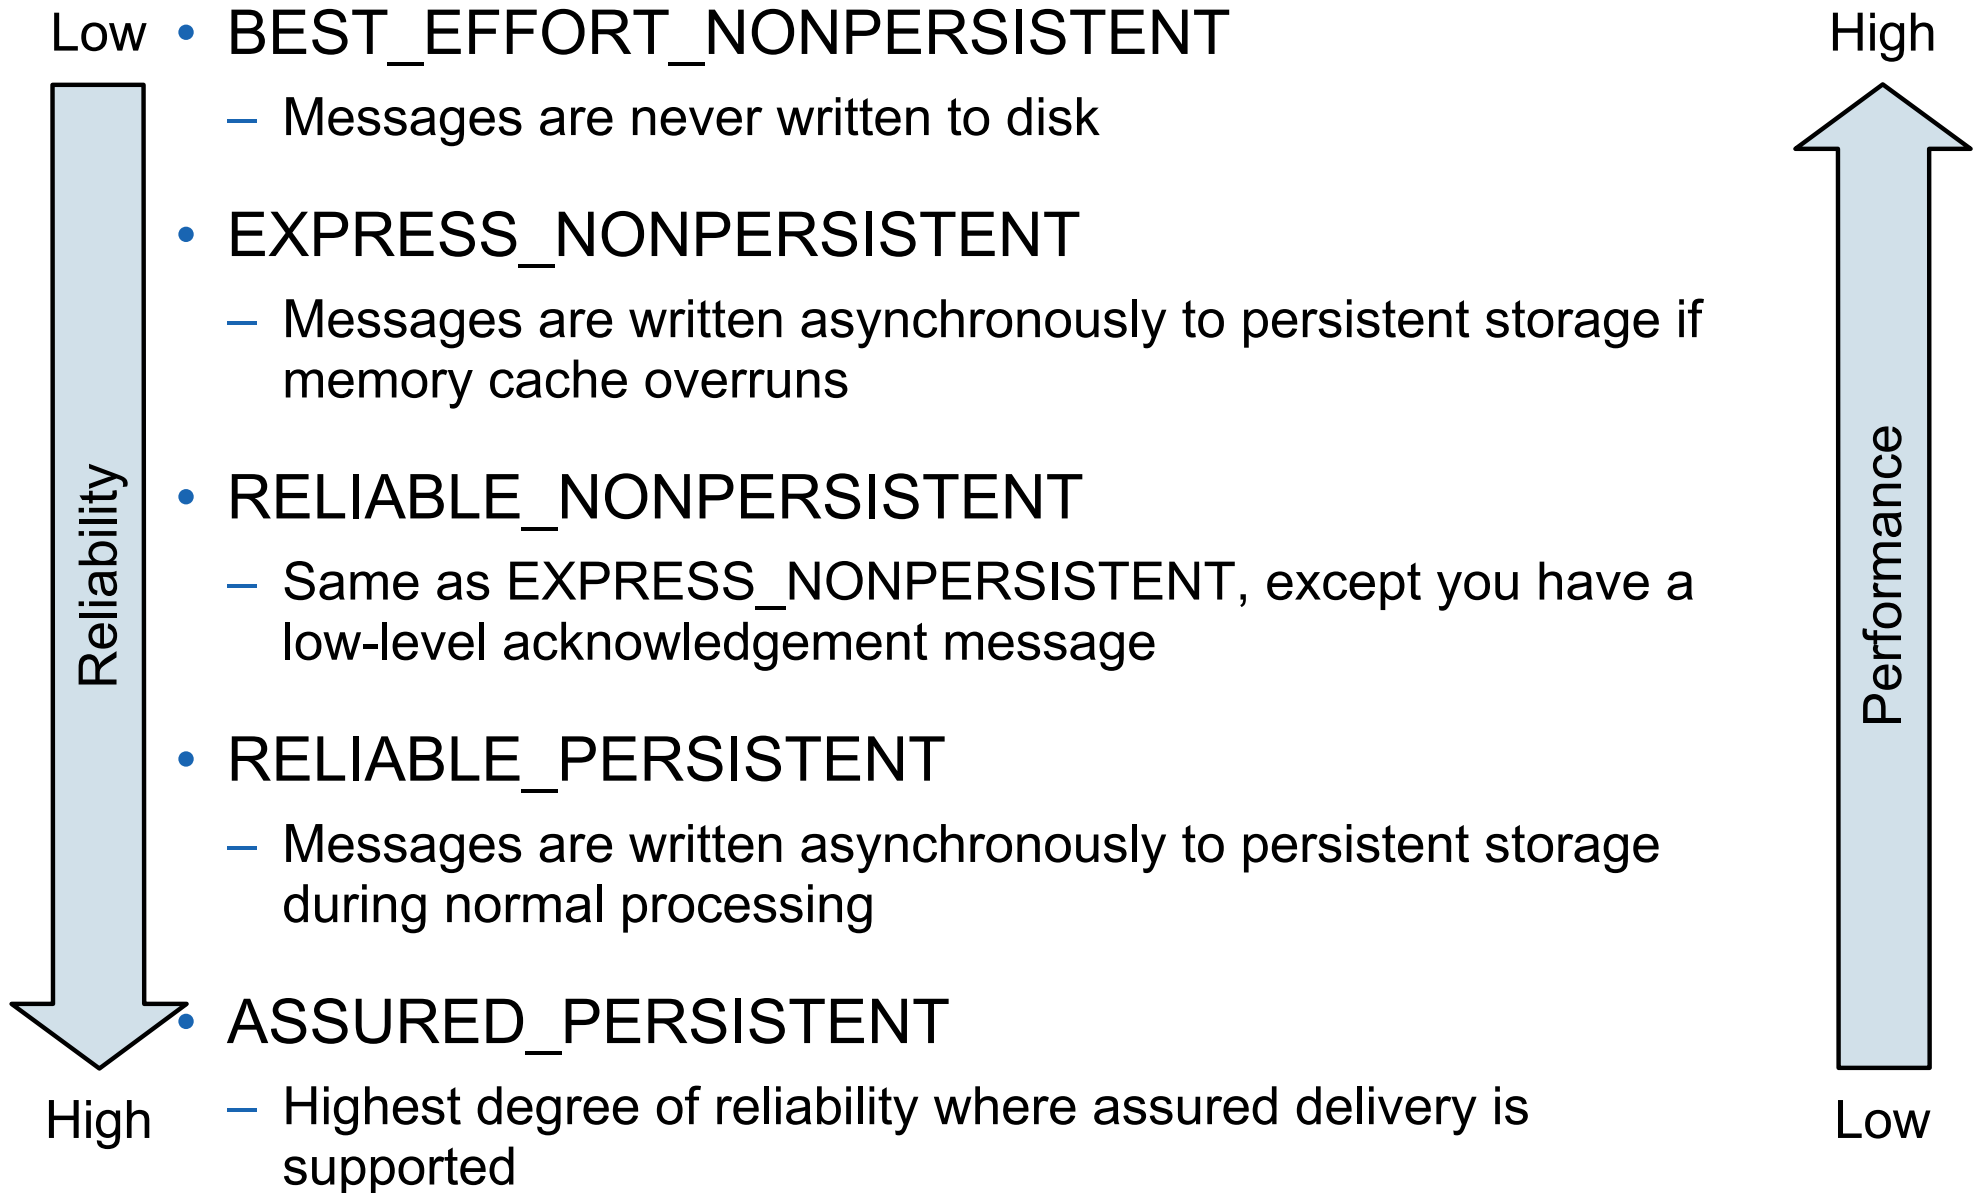 Low
• BEST_EFFORT_NONPERSISTENT
– Messages are never written to disk
• EXPRESS_NONPERSISTENT
– Messages are written asynchronously to persistent storage if
memory cache overruns
• RELIABLE_NONPERSISTENT
– Same as EXPRESS_NONPERSISTENT, except you have a
low-level acknowledgement message
• RELIABLE_PERSISTENT
– Messages are written asynchronously to persistent storage
during normal processing
• ASSURED_PERSISTENT
– Highest degree of reliability where assured delivery is
supported
Reliability
High
High
Performance
Low